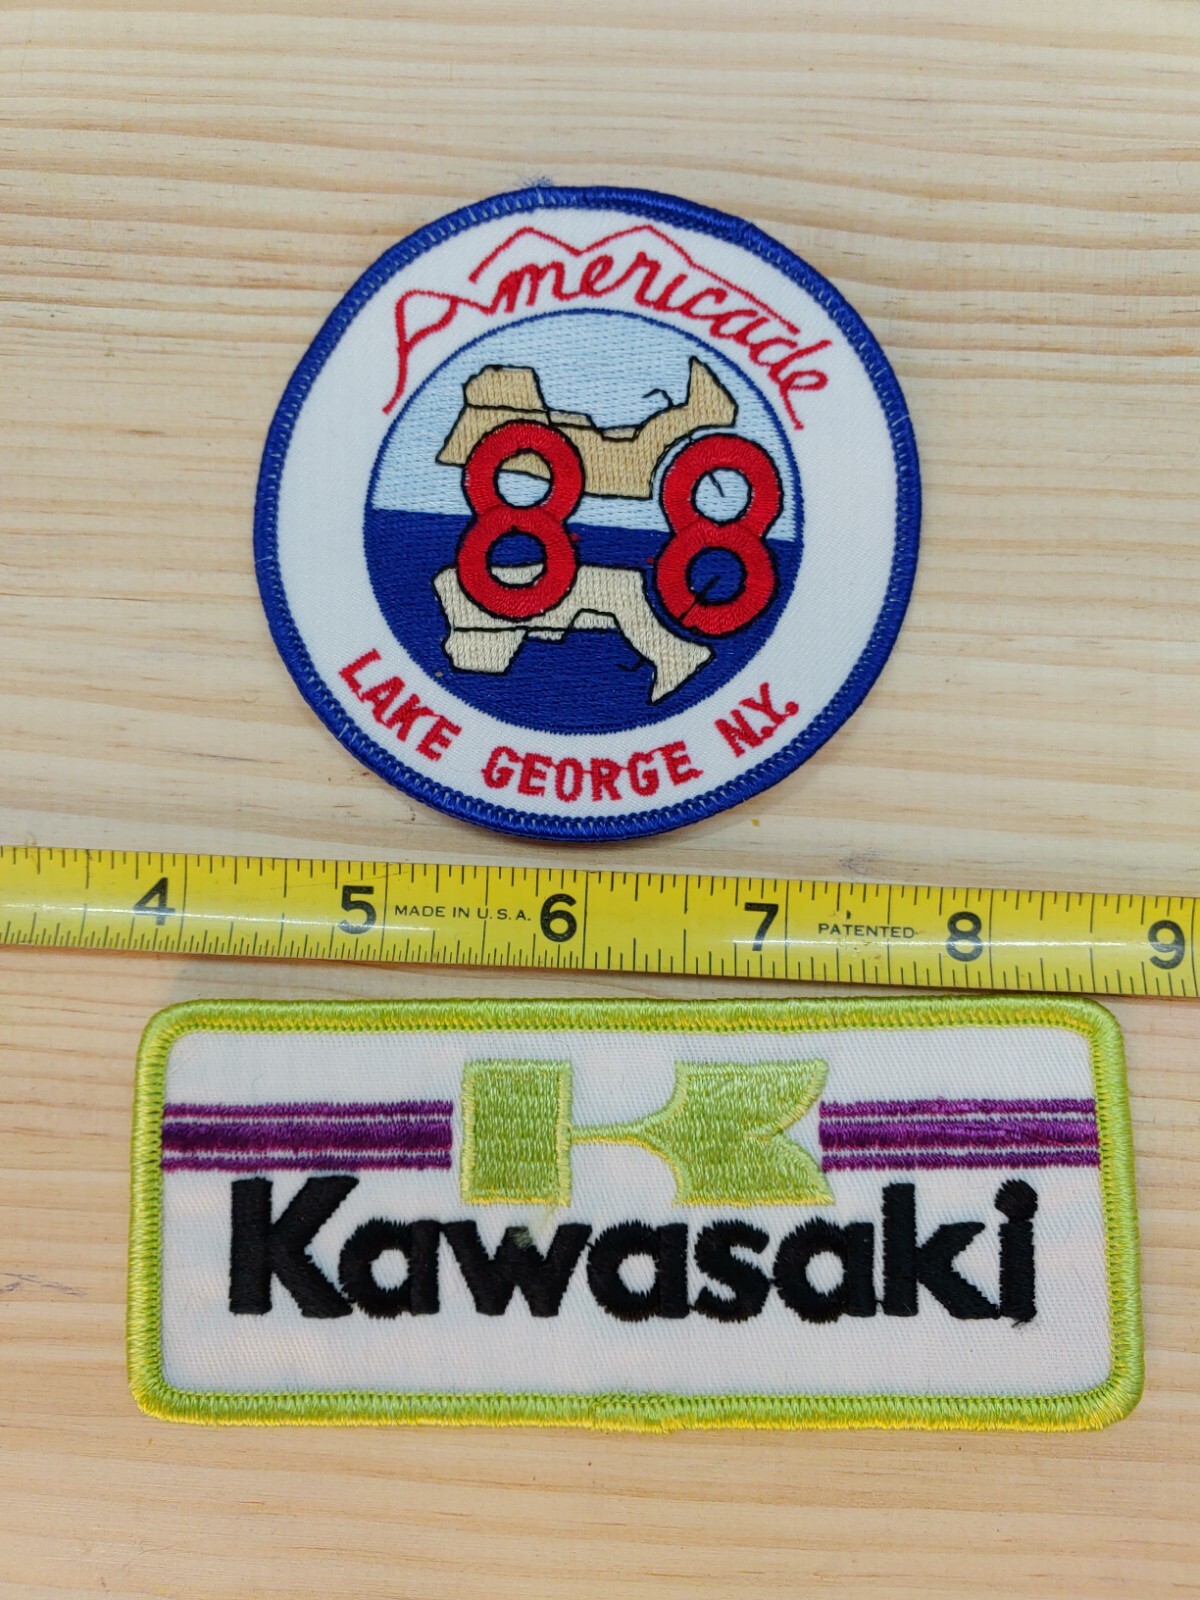 Americade
88
LAKE GEORGE N.Y.
4 5 MADE IN U.S.A. 6 7 PATENTED 8 9
K
Kawasaki